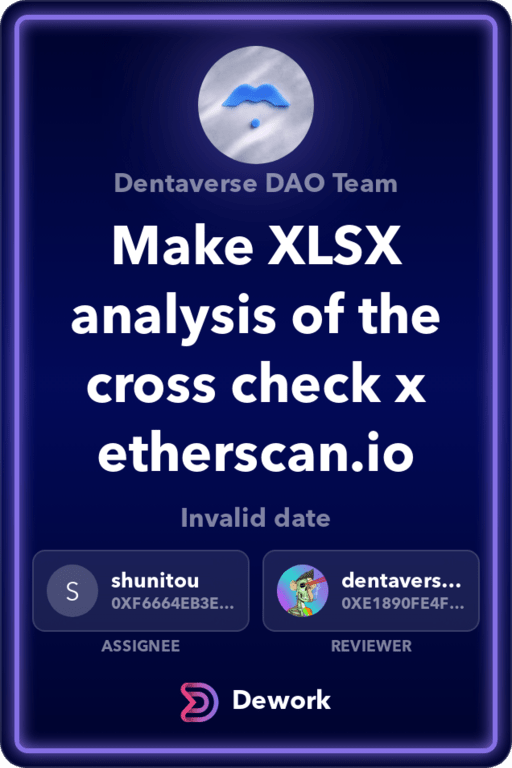 Dentaverse DAO Team
Make XLSX
analysis of the
cross check x
etherscan.io
Invalid date
S
shunitou
0XF6664EB3E...
dentavers...
0XE1890FE4F...
ASSIGNEE
REVIEWER
Dework